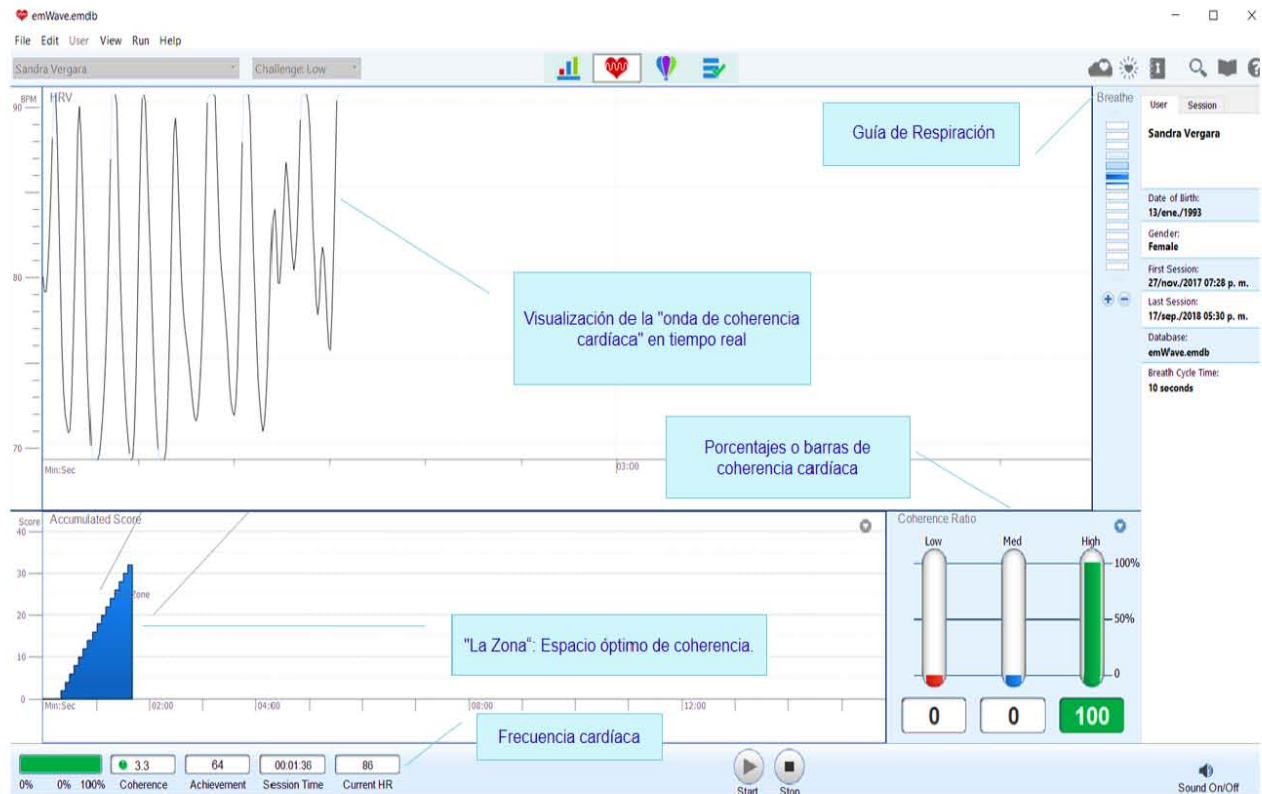 emWave.emdb
File Edit User View Run Help
Sandra Vergara
Challenge: Low
BPM
HRV
90
80
70
Min:Sec
03:00
Guía de Respiración
Visualización de la "onda de coherencia
cardíaca" en tiempo real
Porcentajes o barras de
coherencia cardíaca
Breathe
User Session
Sandra Vergara
Date of Birth:
13/ene./1993
Gender:
Female
First Session:
27/nov./2017 07:28 p. m.
Last Session:
17/sep./2018 05:30 p. m.
Database:
emWave.emdb
Breath Cycle Time:
10 seconds
Score
Accumulated Score
40
30
20
10
0
Zone
Min:Sec
02:00
04:00
08:00
12:00
"La Zona": Espacio óptimo de coherencia.
Frecuencia cardíaca
Coherence Ratio
Low Med High
100%
50%
0
0 0 100
3.3 64 00:01:36 86
0% 0% 100% Coherence Achievement Session Time Current HR
Start Stop
Sound On/Off